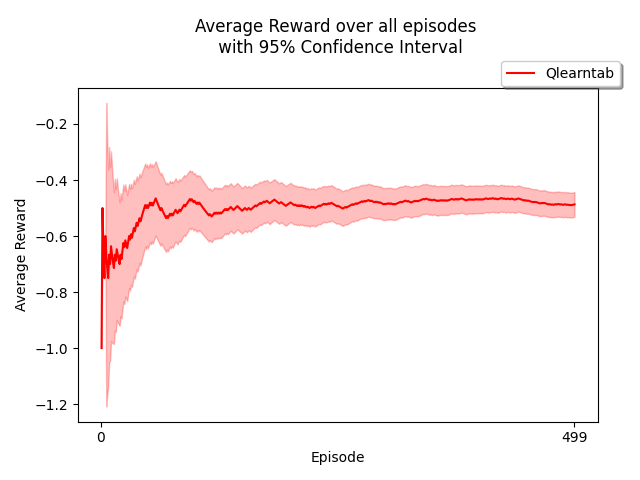 Average Reward over all episodes
with 95% Confidence Interval
Qlearntab
Average Reward
−0.2
−0.4
−0.6
−0.8
−1.0
−1.2
0
499
Episode